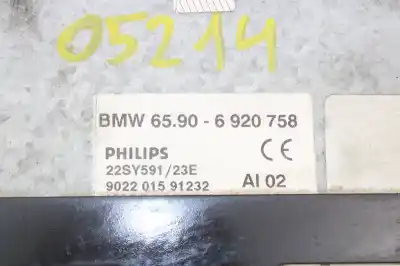 05214
BMW 65.90 - 6 920 758
PHILIPS
CE
22SY591/23E
9022 015 91232 AI 02